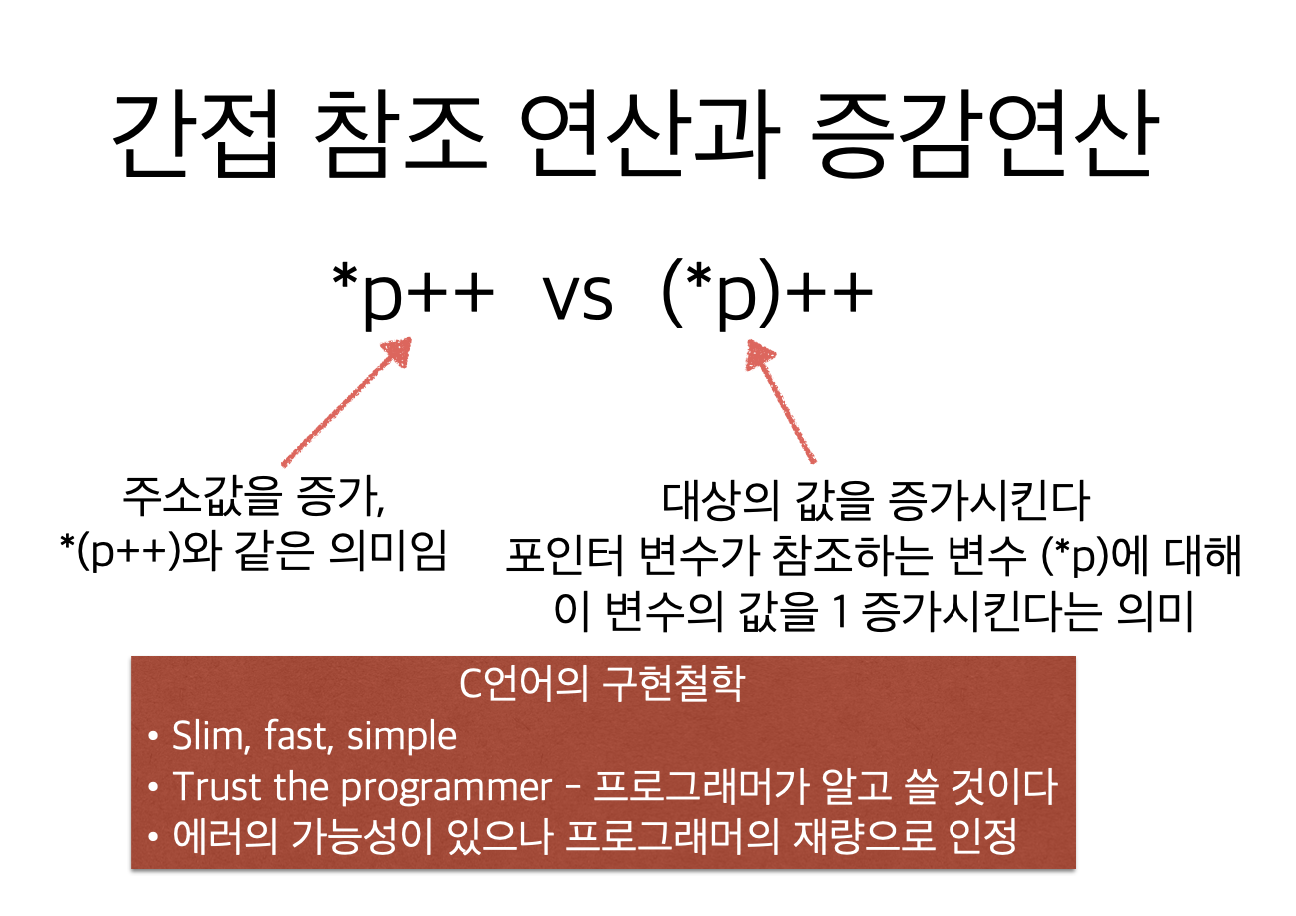 간접 참조 연산과 증감연산
*p++ vs (*p)++
주소값을 증가,
*(p++)와 같은 의미임
대상의 값을 증가시킨다
포인터 변수가 참조하는 변수 (*p)에 대해
이 변수의 값을 1 증가시킨다는 의미
C언어의 구현철학
• Slim, fast, simple
• Trust the programmer - 프로그래머가 알고 쓸 것이다
• 에러의 가능성이 있으나 프로그래머의 재량으로 인정